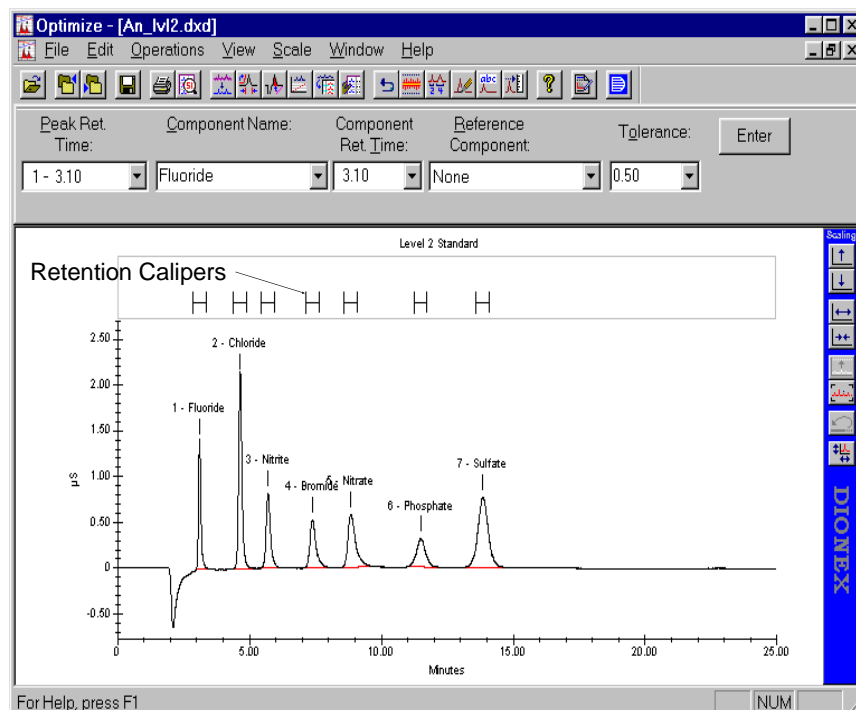 Optimize - [An_lvl2.dxd]
File Edit Operations View Scale Window Help
abc
?
Peak Ret. Time:
Component Name:
Component Ret. Time:
Reference Component:
Tolerance:
Enter
1 - 3.10
Fluoride
3.10
None
0.50
Level 2 Standard
Scaling
Retention Calipers
2.50
2.00
1.50
1.00
0.50
0
-0.50
µS
1 - Fluoride
2 - Chloride
3 - Nitrite
4 - Bromide
5 - Nitrate
6 - Phosphate
7 - Sulfate
0 5.00 10.00 15.00 20.00 25.00
Minutes
DIONEX
For Help, press F1
NUM